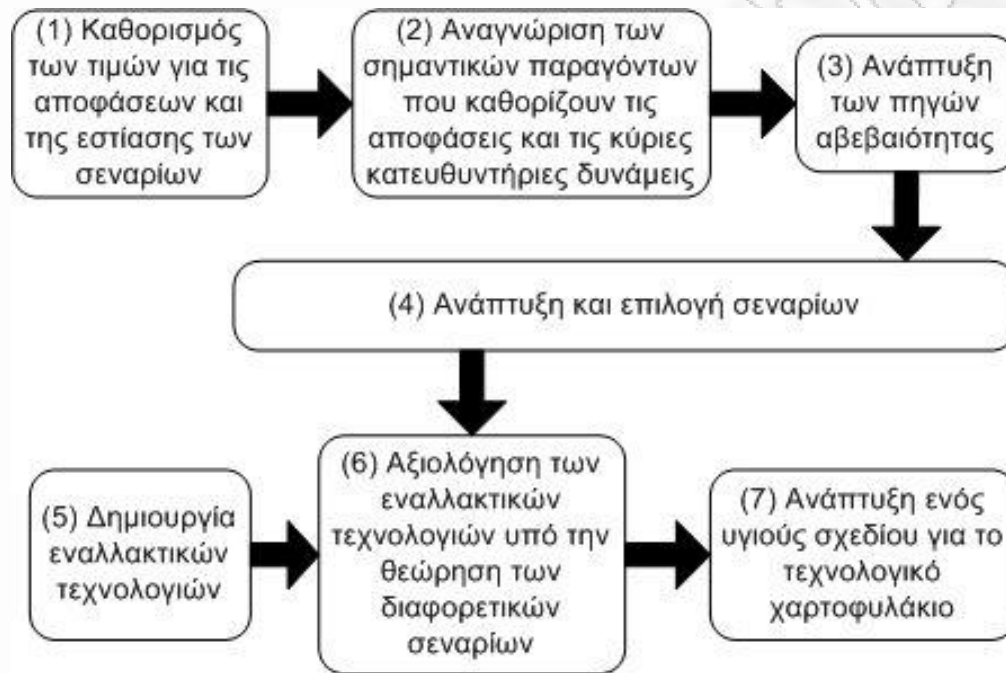 (1) Καθορισμός
των τιμών για τις
αποφάσεων και
της εστίασης των
σεναρίων
(2) Αναγνώριση των
σημαντικών παραγόντων
που καθορίζουν τις
αποφάσεις και τις κύριες
κατευθυντήριες δυνάμεις
(3) Ανάπτυξη
των πηγών
αβεβαιότητας
(4) Ανάπτυξη και επιλογή σεναρίων
(5) Δημιουργία
εναλλακτικών
τεχνολογιών
(6) Αξιολόγηση των
εναλλακτικών
τεχνολογιών υπό την
θεώρηση των
διαφορετικών
σεναρίων
(7) Ανάπτυξη ενός
υγιούς σχεδίου για το
τεχνολογικό
χαρτοφυλάκιο